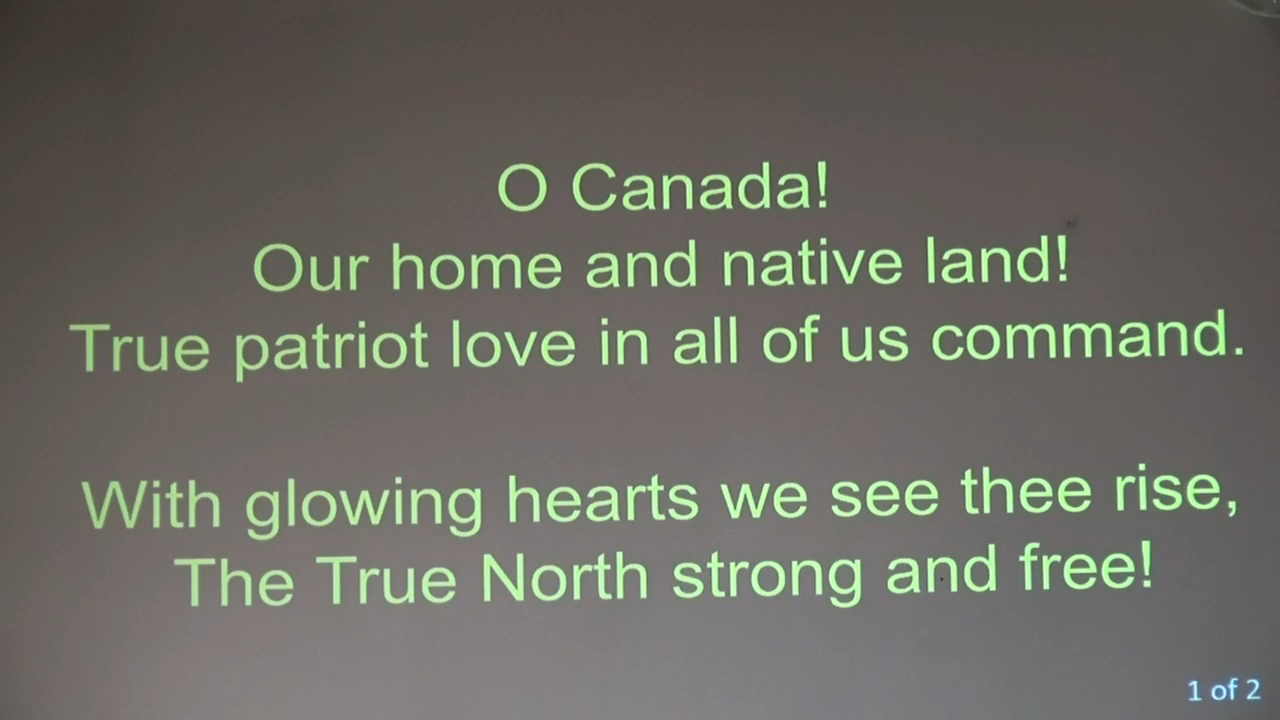 O Canada!
Our home and native land!
True patriot love in all of us command.
With glowing hearts we see thee rise,
The True North strong and free!
1 of 2